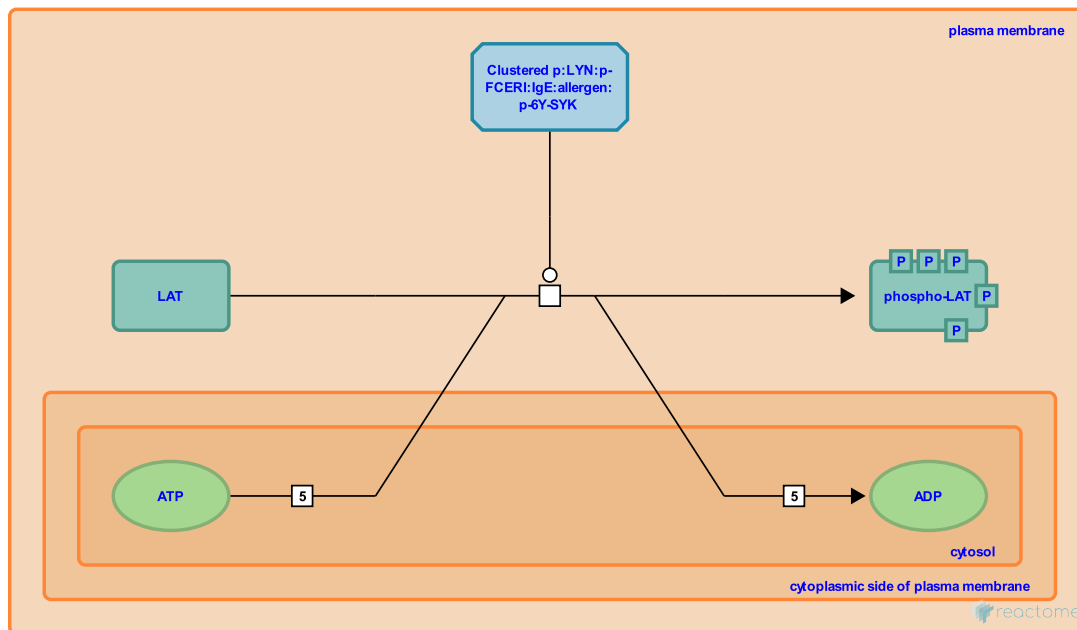 plasma membrane
Clustered p:LYN:p-
FCERI:IgE:allergen:
p-6Y-SYK
LAT
P P P
phospho-LAT P
P
ATP
5
5
ADP
cytosol
cytoplasmic side of plasma membrane
reactome